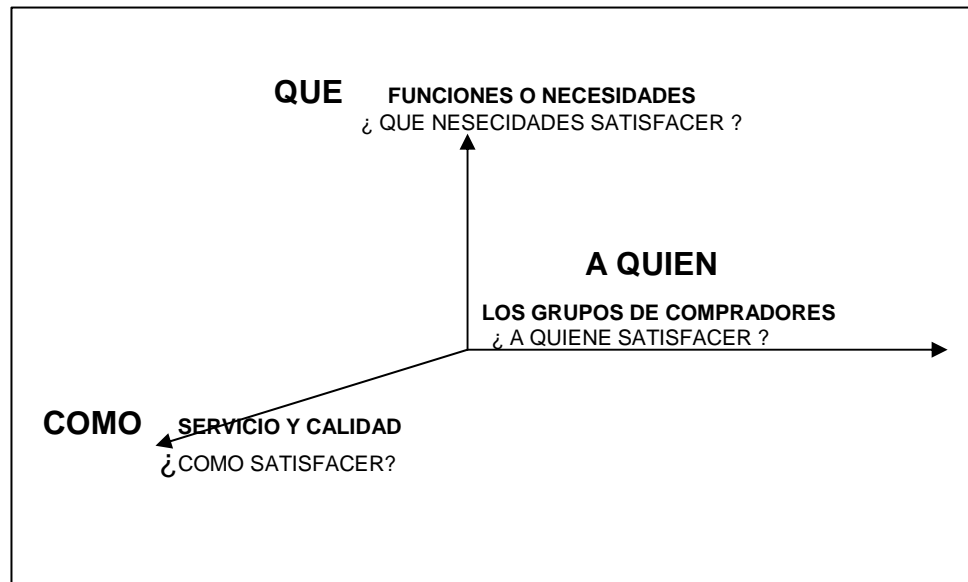 QUE FUNCIONES O NECESIDADES
¿ QUE NESECIDADES SATISFACER ?
A QUIEN
LOS GRUPOS DE COMPRADORES
¿ A QUIENE SATISFACER ?
COMO SERVICIO Y CALIDAD
¿COMO SATISFACER?